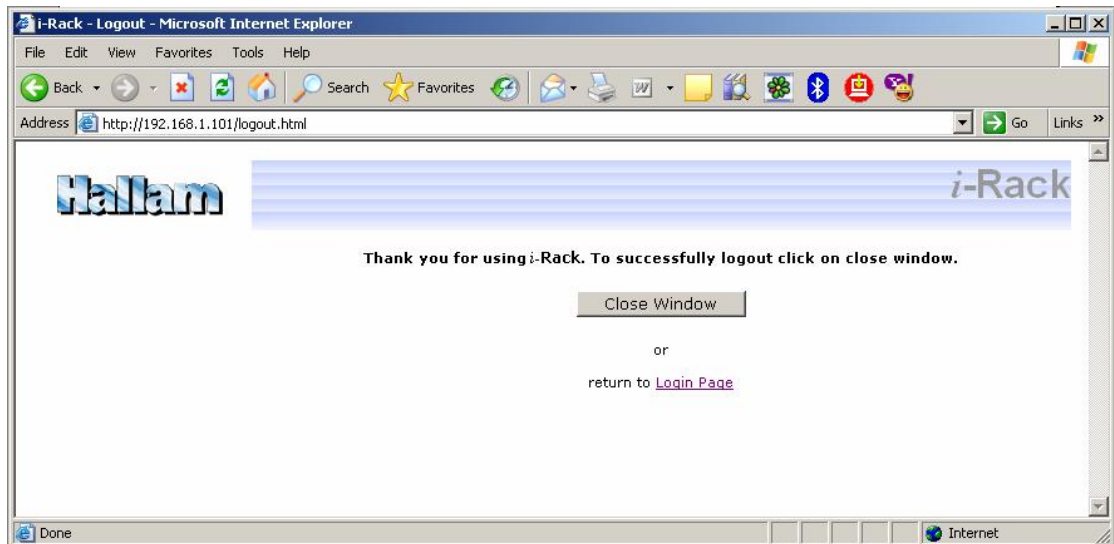 i-Rack - Logout - Microsoft Internet Explorer
File Edit View Favorites Tools Help
Back Search Favorites
Address http://192.168.1.101/logout.html Go Links »
Hallam
i-Rack
Thank you for using i-Rack. To successfully logout click on close window.
Close Window
or
return to Login Page
Done Internet